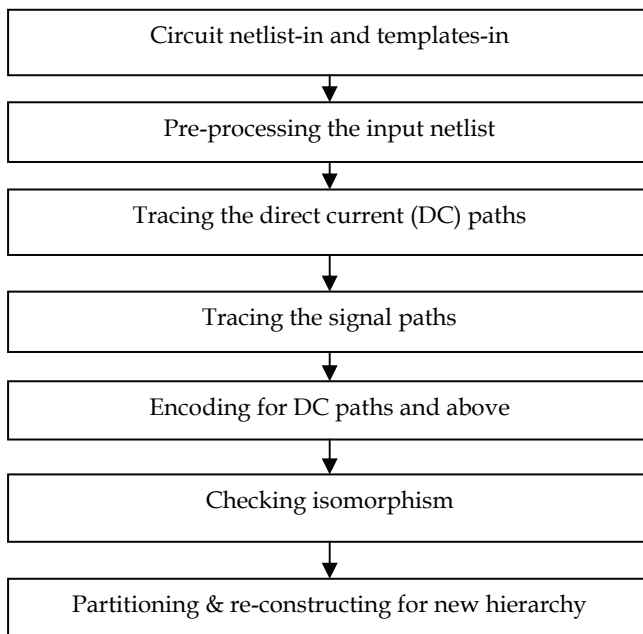 Circuit netlist-in and templates-in
Pre-processing the input netlist
Tracing the direct current (DC) paths
Tracing the signal paths
Encoding for DC paths and above
Checking isomorphism
Partitioning & re-constructing for new hierarchy